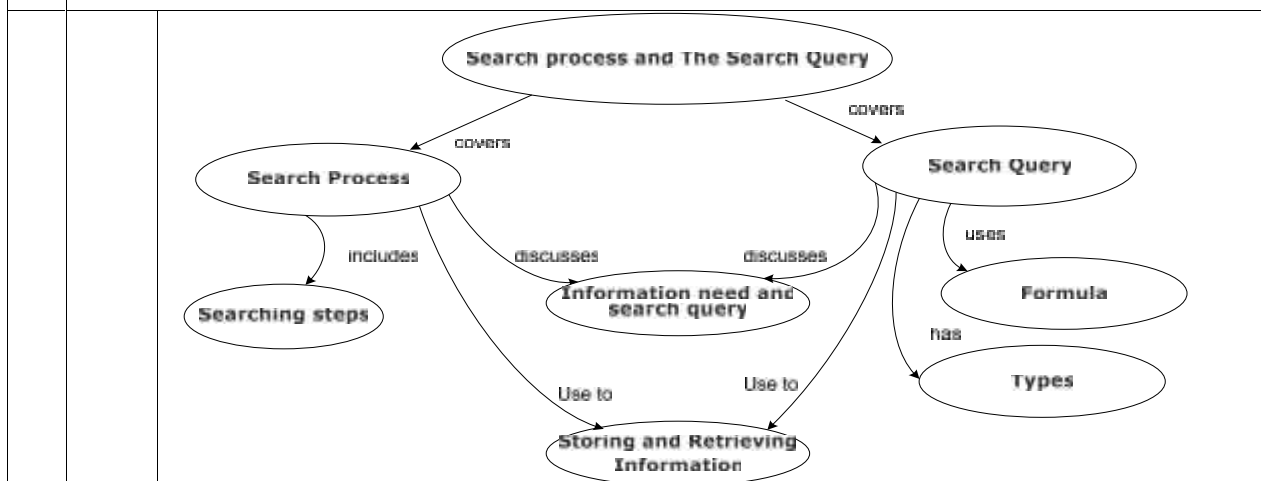 Search process and The Search Query
covers
covers
Search Process
Search Query
includes
discusses
discusses
uses
Searching steps
Information need and
search query
Formula
has
Types
Use to
Use to
Storing and Retrieving
Information